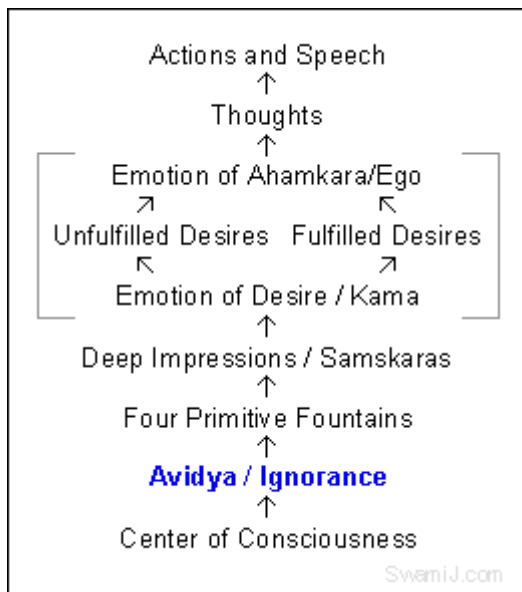 Actions and Speech
Thoughts
Emotion of Ahamkara/Ego
Unfulfilled Desires Fulfilled Desires
Emotion of Desire / Kama
Deep Impressions / Samskaras
Four Primitive Fountains
Avidya / Ignorance
Center of Consciousness
SwamiJ.com